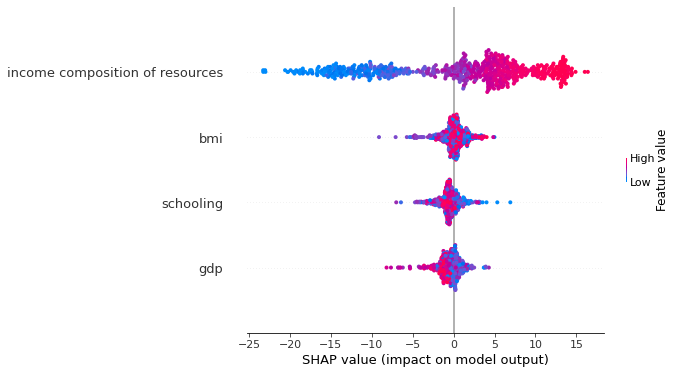 income composition of resources
bmi
schooling
gdp
High
Low
Feature value
−25 −20 −15 −10 −5 0 5 10 15
SHAP value (impact on model output)